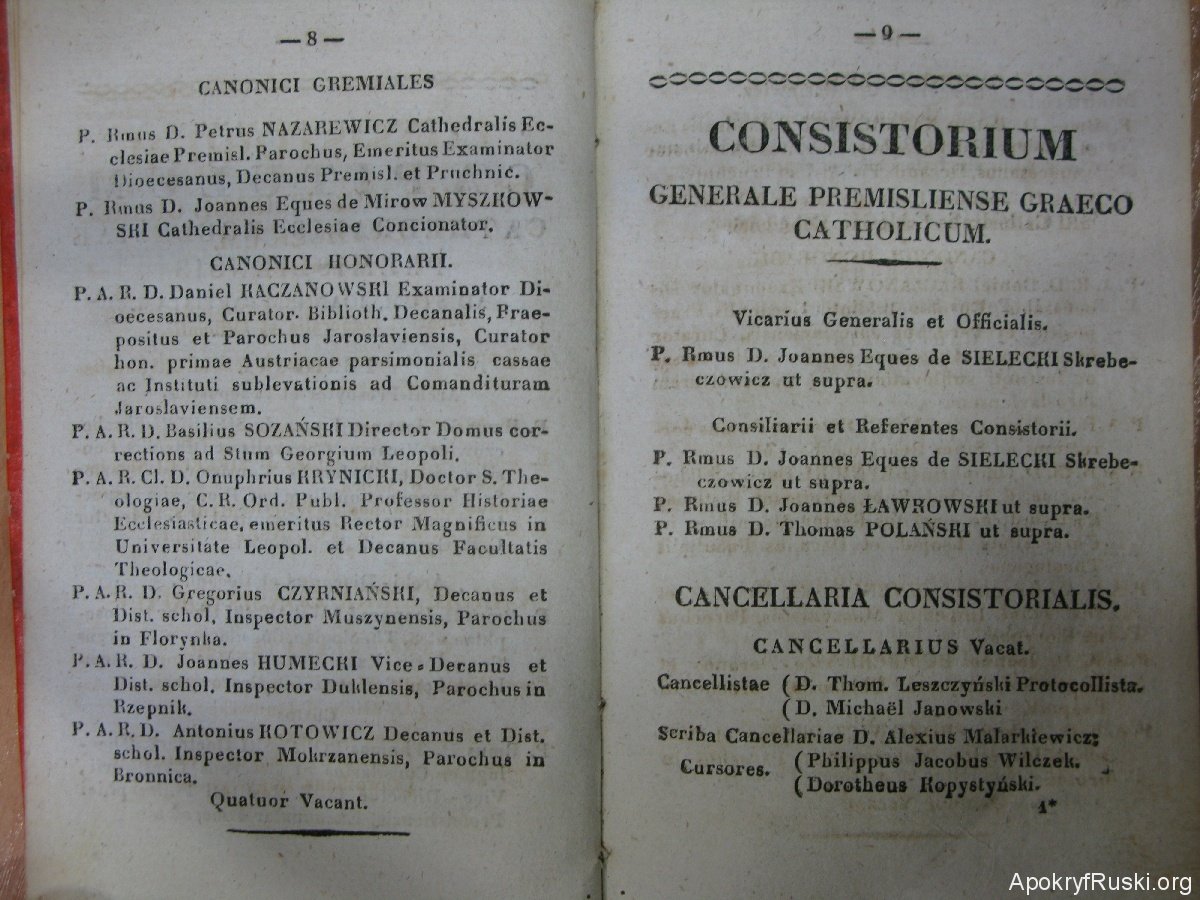 — 8 —
CANONICI GREMIALES
P. Rmus D. Petrus NAZAREWICZ Cathedralis Ec-
clesiae Premisl. Parochus, Emeritus Examinator
Dioecesanus, Decanus Premisl. et Pruchnic.
P. Rmus D. Joannes Eques de Mirow MYSZKOW-
SKI Cathedralis Ecclesiae Concionator.
CANONICI HONORARII.
P. A. R. D. Daniel KACZANOWSKI Examinator Di-
oecesanus, Curator. Biblioth. Decanalis, Prae-
positus et Parochus Jaroslaviensis, Curator
hon. primae Austriacae parsimonialis cassae
ac Instituti sublevationis ad Comandituram
Jaroslaviensem.
P. A. R. D. Basilius SOZAŃSKI Director Domus cor-
rections ad Stum Georgium Leopoli.
P. A. R. Cl. D. Onuphrius KRYNICKI, Doctor S. The-
ologiae, C. R. Ord. Publ. Professor Historiae
Ecclesiasticae, emeritus Rector Magnificus in
Universitate Leopol. et Decanus Facultatis
Theologicae.
P. A. R. D. Gregorius CZYRNIAŃSKI, Decanus et
Dist. schol. Inspector Muszynensis, Parochus
in Florynka.
P. A. R. D. Joannes HUMECKI Vice-Decanus et
Dist. schol. Inspector Duklensis, Parochus in
Rzepnik.
P. A. R. D. Antonius KOTOWICZ Decanus et Dist.
schol. Inspector Mokrzanensis, Parochus in
Bronnica.
Quatuor Vacant.
— 9 —
CONSISTORIUM
GENERALE PREMISLIENSE GRAECO
CATHOLICUM.
Vicarius Generalis et Officialis.
P. Rmus D. Joannes Eques de SIELECKI Skrebe-
czowicz ut supra.
Consiliarii et Referentes Consistorii.
P. Rmus D. Joannes Eques de SIELECKI Skrebe-
czowicz ut supra.
P. Rmus D. Joannes ŁAWROWSKI ut supra.
P. Rmus D. Thomas POLAŃSKI ut supra.
CANCELLARIA CONSISTORIALIS.
CANCELLARIUS Vacat.
Cancellistae (D. Thom. Leszczyński Protocollista.
(D. Michaël Janowski
Scriba Cancellariae D. Alexius Malarkiewicz;
Cursores. (Philippus Jacobus Wilczek.
(Dorotheus Kopystyński.
1*
ApokryfRuski.org